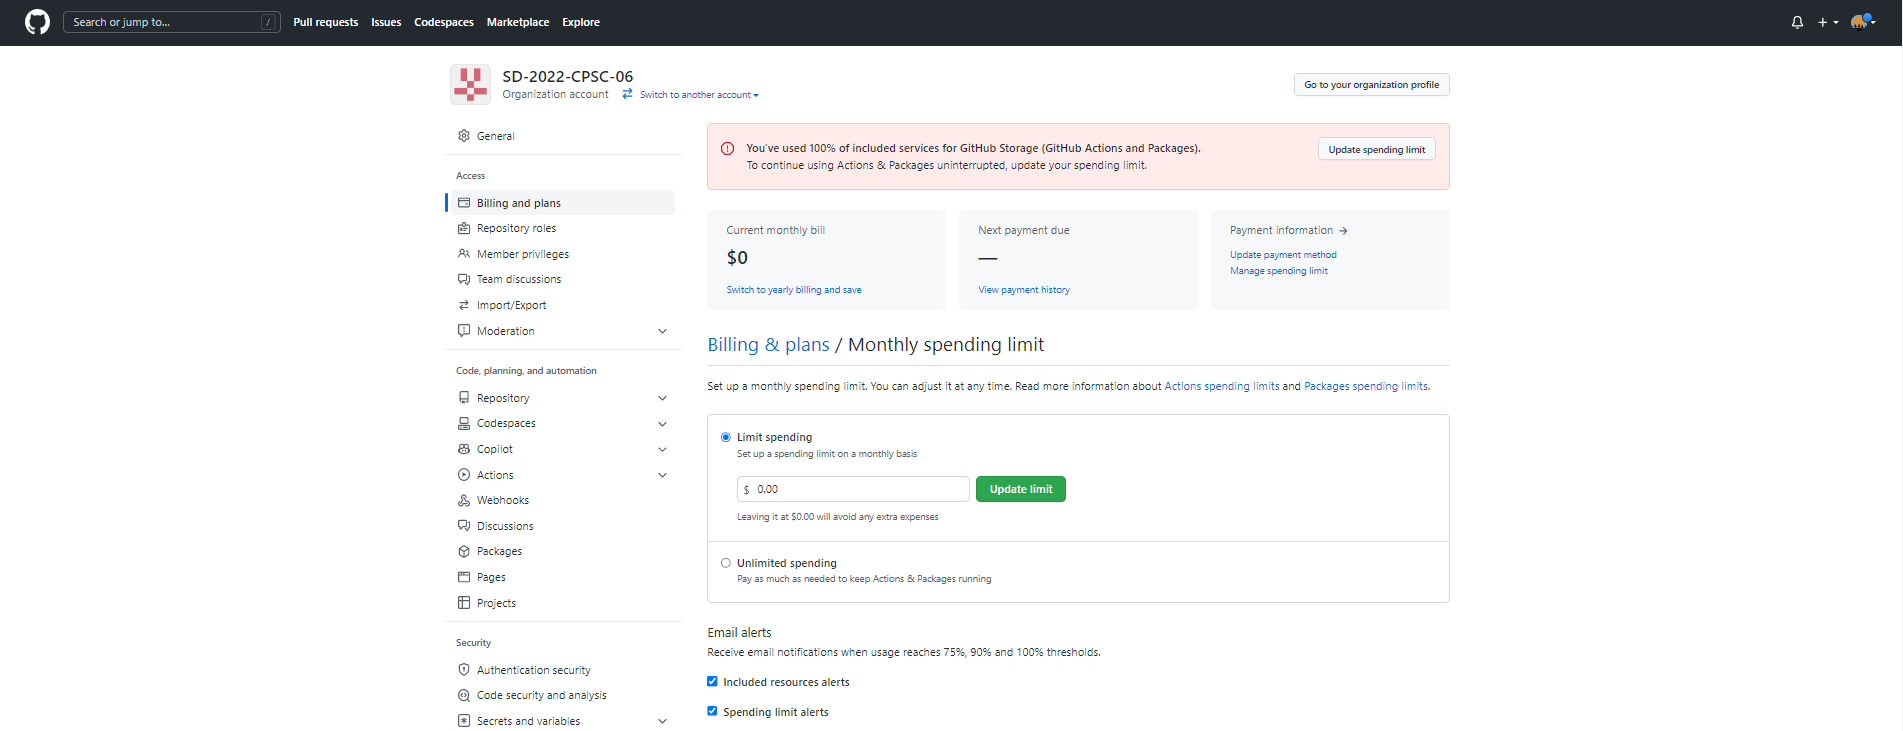 Search or jump to... /
Pull requests Issues Codespaces Marketplace Explore
SD-2022-CPSC-06
Organization account Switch to another account
Go to your organization profile
General
Access
Billing and plans
Repository roles
Member privileges
Team discussions
Import/Export
Moderation
Code, planning, and automation
Repository
Codespaces
Copilot
Actions
Webhooks
Discussions
Packages
Pages
Projects
Security
Authentication security
Code security and analysis
Secrets and variables
You've used 100% of included services for GitHub Storage (GitHub Actions and Packages).
To continue using Actions & Packages uninterrupted, update your spending limit.
Update spending limit
Current monthly bill
$0
Switch to yearly billing and save
Next payment due
—
View payment history
Payment information →
Update payment method
Manage spending limit
Billing & plans / Monthly spending limit
Set up a monthly spending limit. You can adjust it at any time. Read more information about Actions spending limits and Packages spending limits.
Limit spending
Set up a spending limit on a monthly basis
$ 0.00
Update limit
Leaving it at $0.00 will avoid any extra expenses
Unlimited spending
Pay as much as needed to keep Actions & Packages running
Email alerts
Receive email notifications when usage reaches 75%, 90% and 100% thresholds.
Included resources alerts
Spending limit alerts